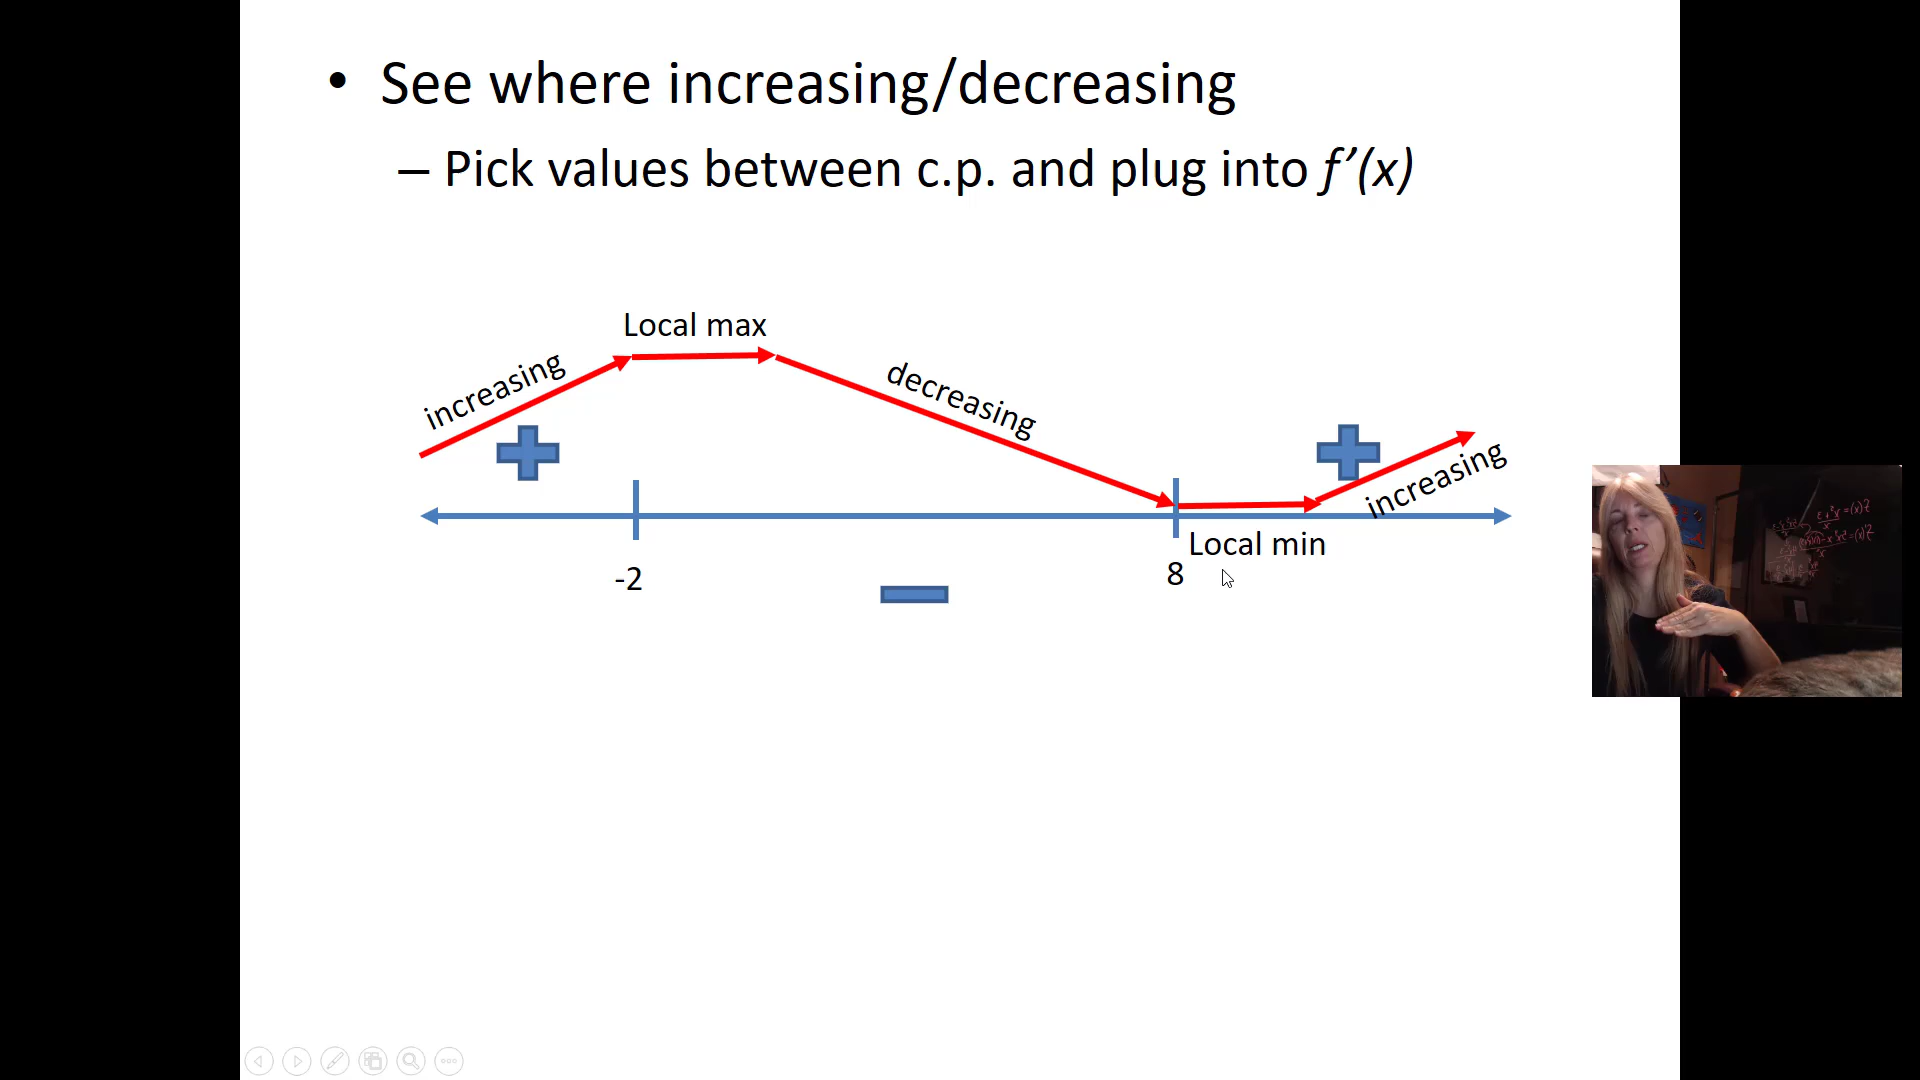 • See where increasing/decreasing
– Pick values between c.p. and plug into f’(x)
Local max
increasing
decreasing
increasing
Local min
-2
8